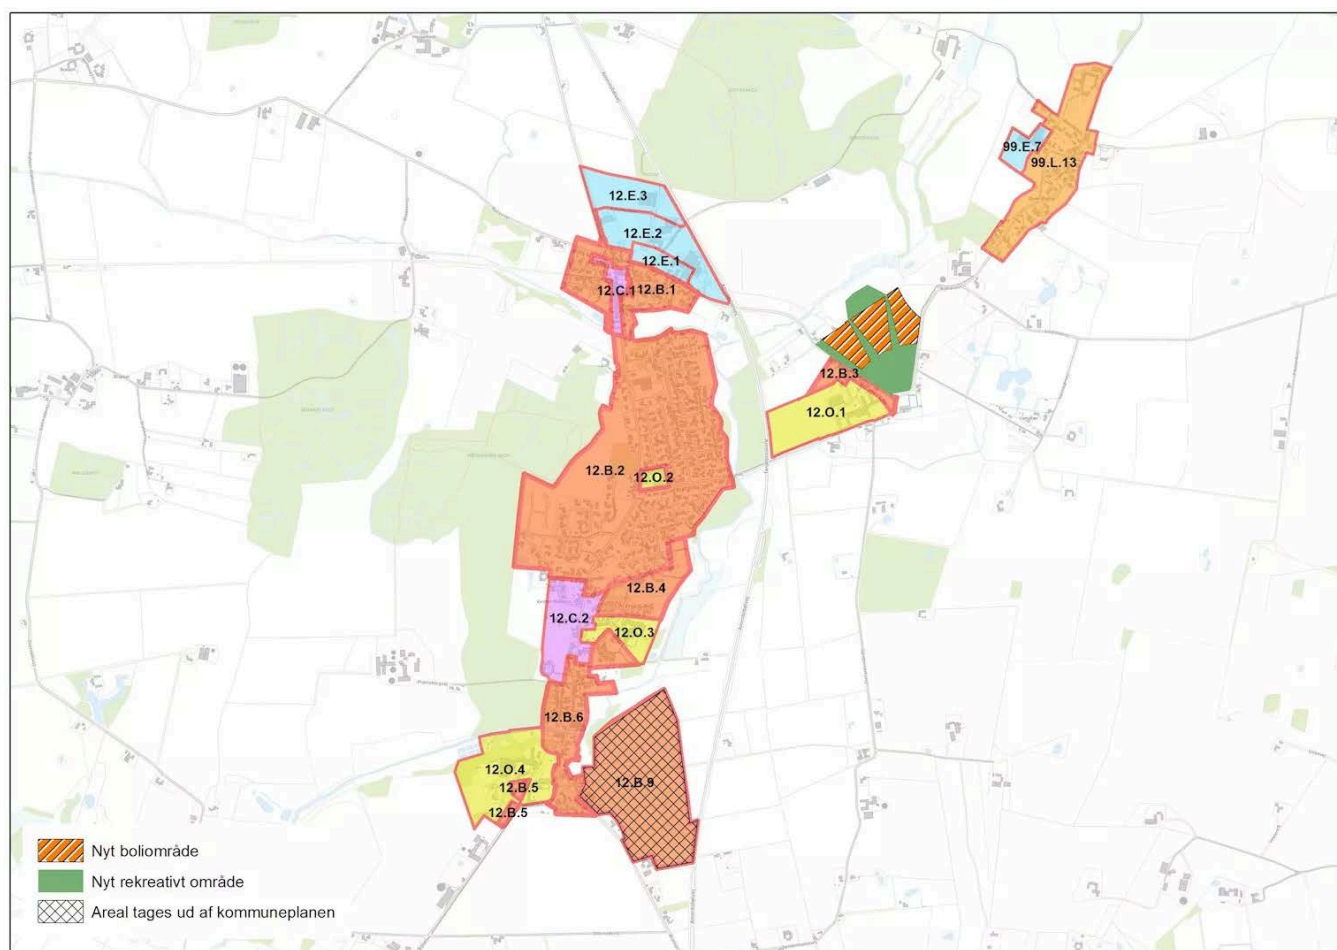 99.E.7
99.L.13
12.E.3
12.E.2
12.E.1
12.C.1
12.B.1
12.B.3
12.O.1
12.B.2
12.O.2
12.B.4
12.C.2
12.O.3
12.B.6
12.O.4
12.B.5
12.B.5
12.B.9
Nyt boliområde
Nyt rekreativt område
Areal tages ud af kommuneplanen